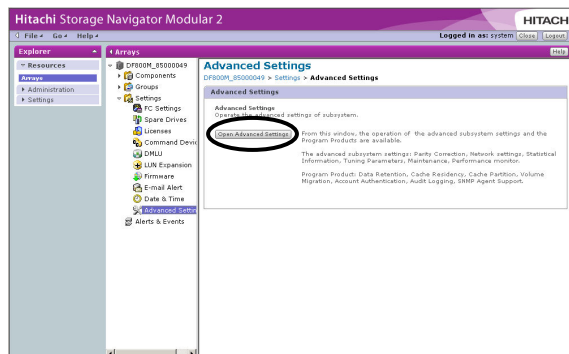 Hitachi Storage Navigator Modular 2
HITACH
File Go Help
Logged in as: system Close Logout
Explorer
Arrays
Help
Resources
Arrays
Administration
Settings
DF800M_85000049
Components
Groups
Settings
FC Settings
Spare Drives
Licenses
Command Devic
DMLU
LUN Expansion
Firmware
E-mail Alert
Date & Time
Advanced Settin
Alerts & Events
Advanced Settings
DF800M_85000049 > Settings > Advanced Settings
Advanced Settings
Advanced Settings
Operate the advanced settings of subsystem.
Open Advanced Settings
From this window, the operation of the advanced subsystem settings and the
Program Products are available.
The advanced subsystem settings: Parity Correction, Network settings, Statistical
Information, Tuning Parameters, Maintenance, Performance monitor.
Program Product: Data Retention, Cache Residency, Cache Partition, Volume
Migration, Account Authentication, Audit Logging, SNMP Agent Support.